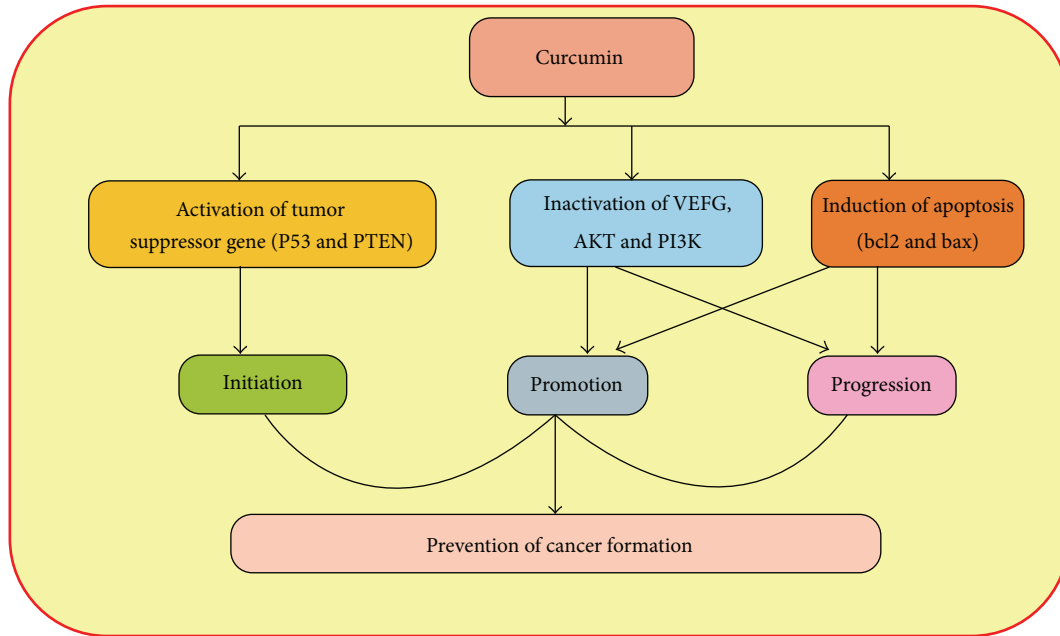 Curcumin
Activation of tumor
suppressor gene (P53 and PTEN)
Inactivation of VEFG,
AKT and PI3K
Induction of apoptosis
(bcl2 and bax)
Initiation
Promotion
Progression
Prevention of cancer formation